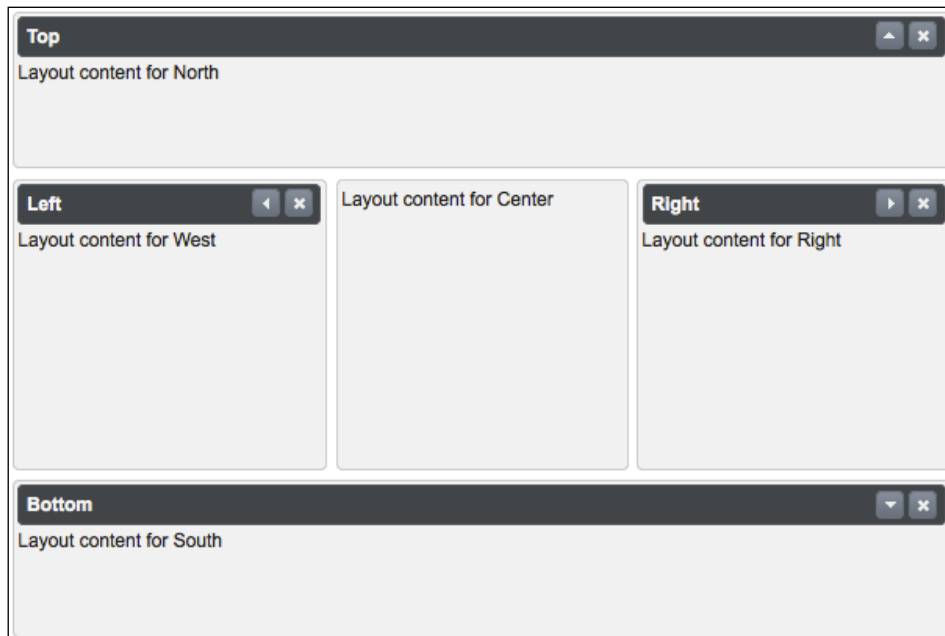 Top
Layout content for North
Left
Layout content for West
Layout content for Center
Right
Layout content for Right
Bottom
Layout content for South